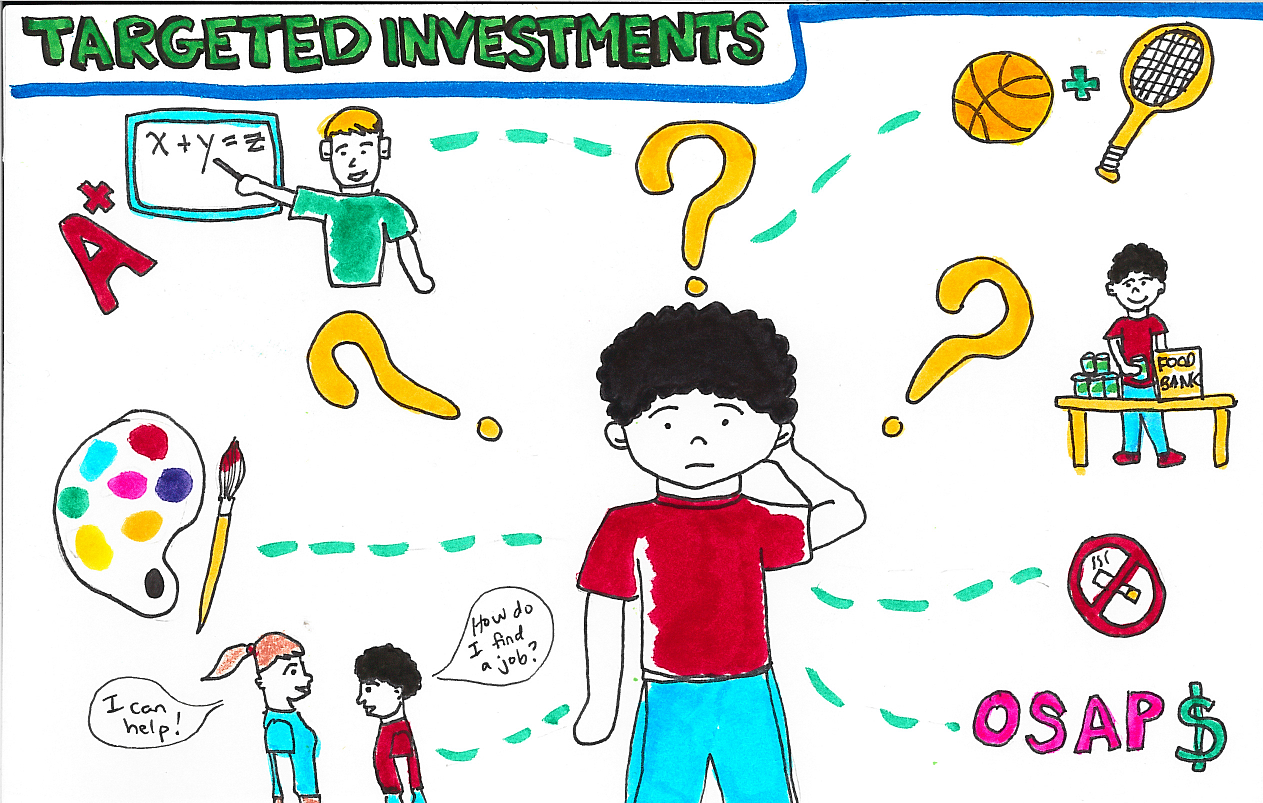 TARGETED INVESTMENTS
x + y = z
A+
FOOD
BANK
How do
I find
a job?
I can
help!
OSAP $